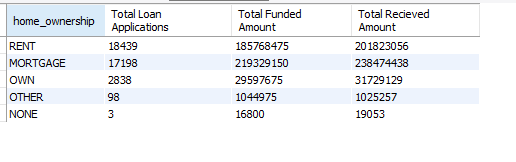 home_ownership Total Loan Applications Total Funded Amount Total Recieved Amount
RENT 18439 185768475 201823056
MORTGAGE 17198 219329150 238474438
OWN 2838 29597675 31729129
OTHER 98 1044975 1025257
NONE 3 16800 19053